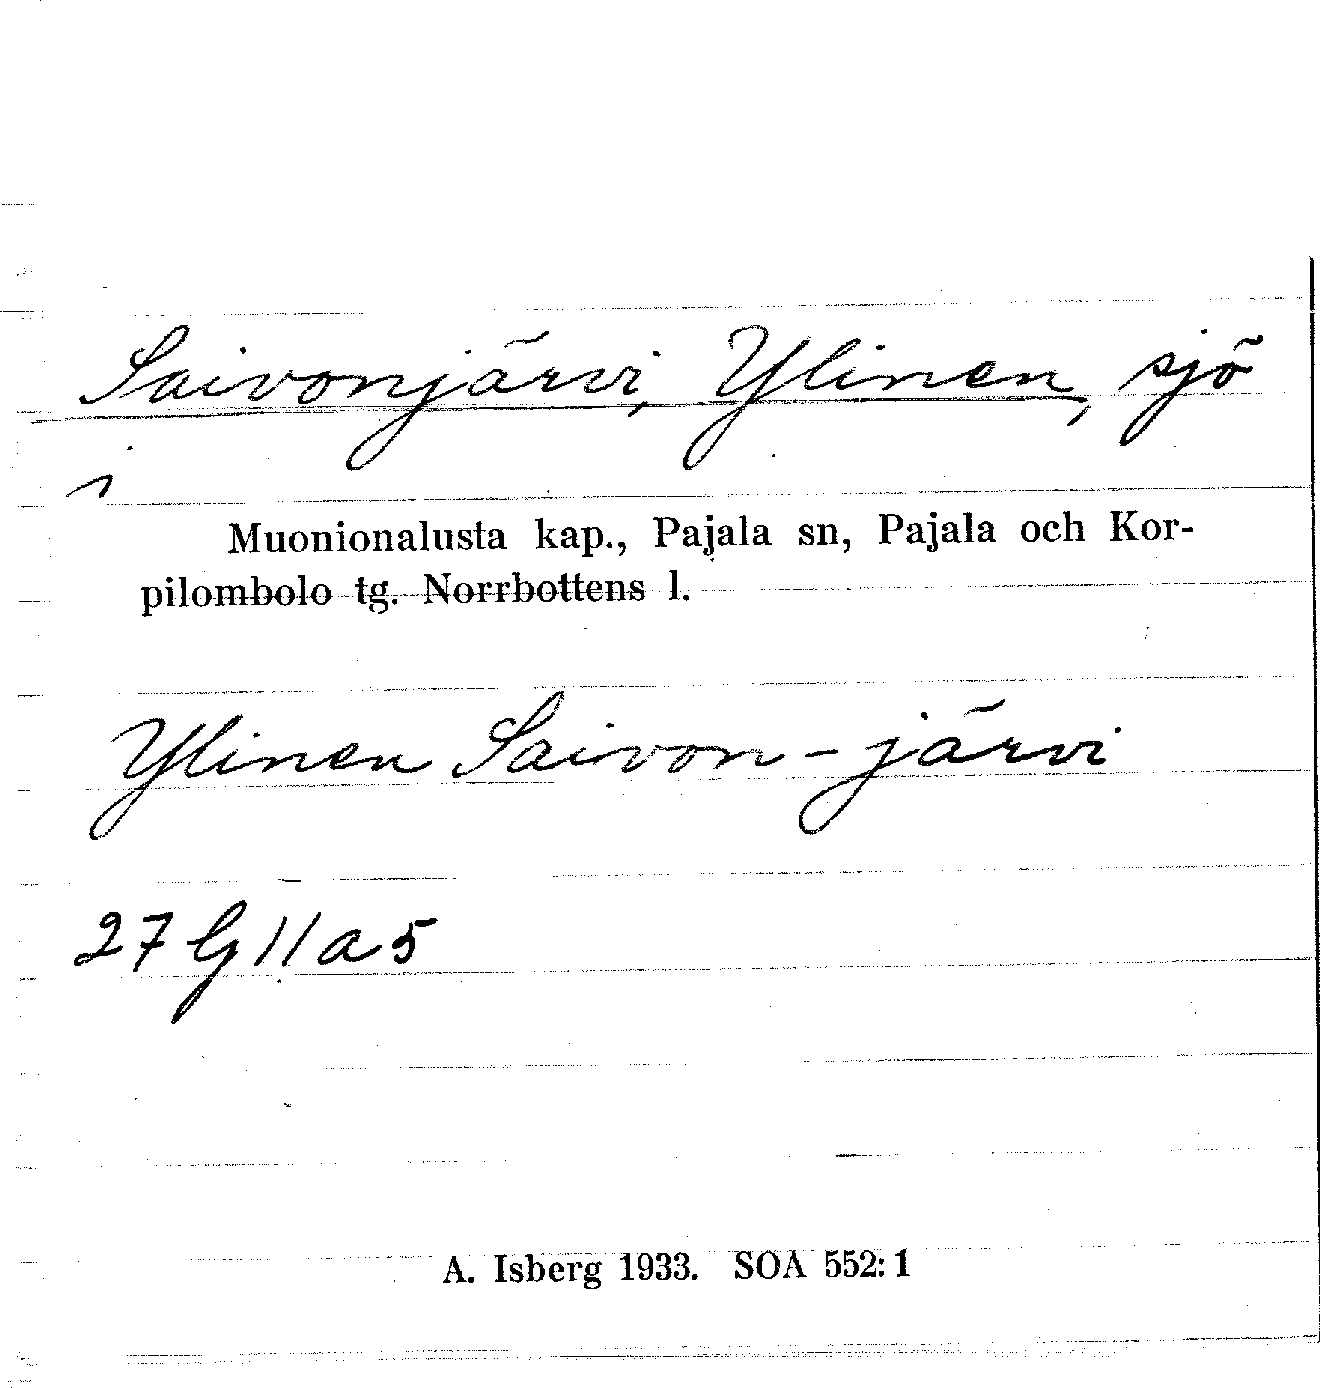 Saivonjärvi, Ylinen, sjö
i
Muonionalusta kap., Pajala sn, Pajala och Kor-
pilombolo tg. Norrbottens l.
Ylinen Saivon-järvi
27 G 11 a 5
A. Isberg 1933. SOA 552:1